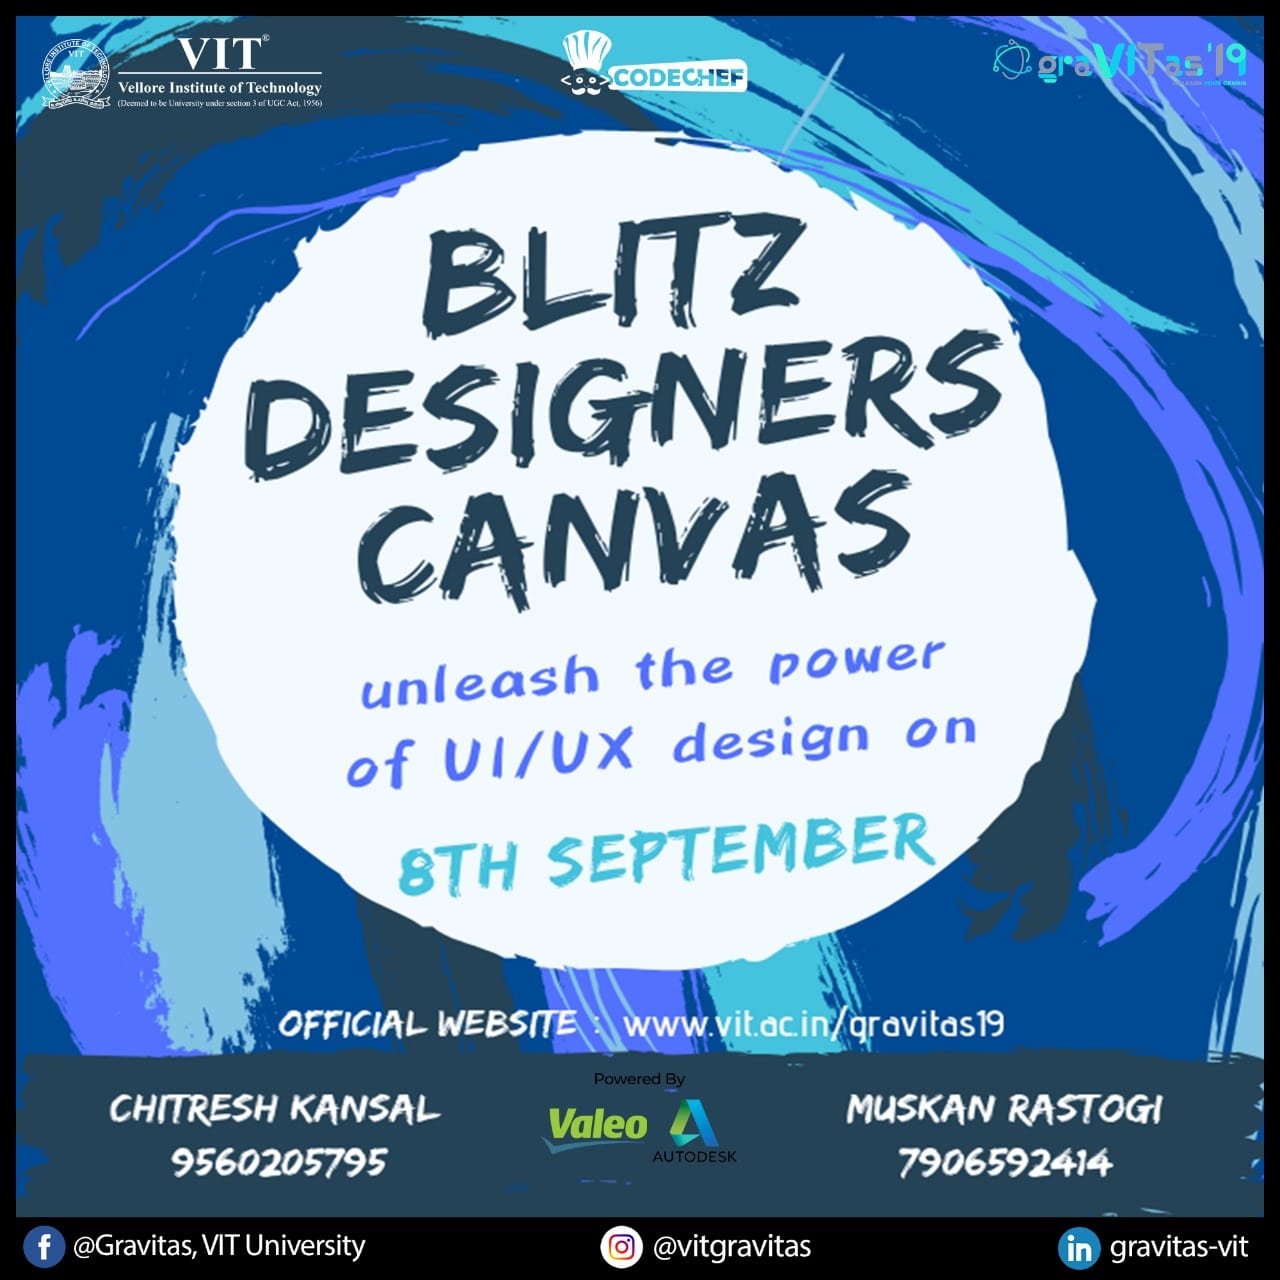 VIT®
Vellore Institute of Technology
(Deemed to be University under section 3 of UGC Act, 1956)
CODECHEF
graVITas'19
BLITZ
DESIGNERS
CANVAS
unleash the power
of UI/UX design on
8TH SEPTEMBER
OFFICIAL WEBSITE : www.vit.ac.in/gravitas19
Powered By
CHITRESH KANSAL
9560205795
Valeo
AUTODESK
MUSKAN RASTOGI
7906592414
@Gravitas, VIT University
@vitgravitas
gravitas-vit